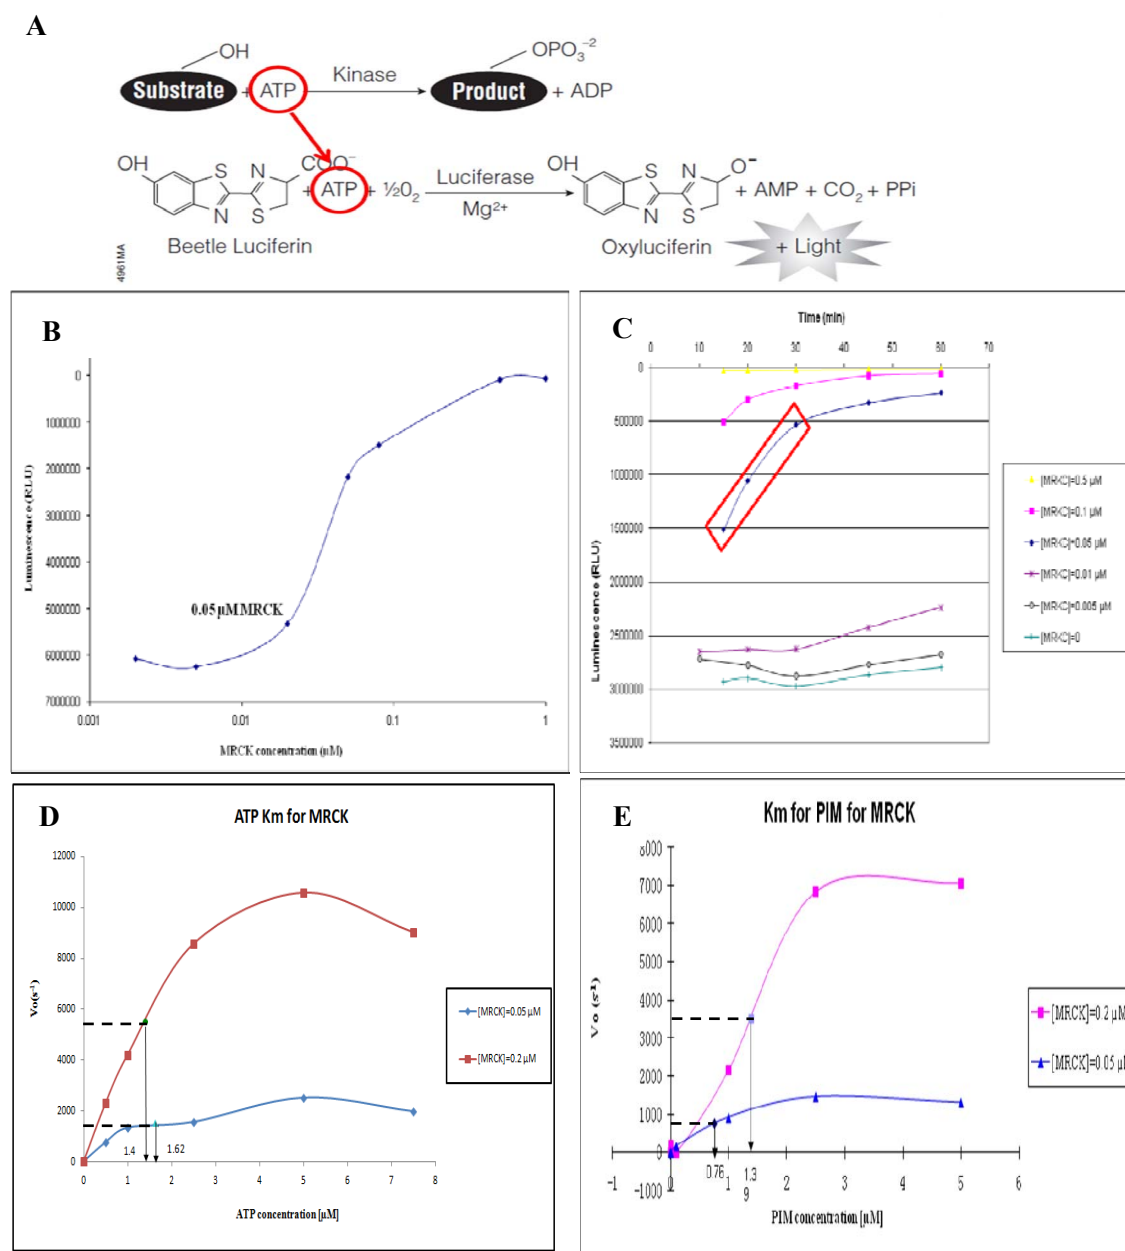 A
OH
OPO3−2
Substrate + ATP Kinase Product + ADP
OH S N COO− + ATP + ½O2 Luciferase Mg2+ OH S N O− + AMP + CO2 + PPi
N S N S
Beetle Luciferin Oxyluciferin + Light
4961MA
B
0
1000000
2000000
3000000
4000000
5000000
6000000
7000000
Luminescence (RLU)
0.05 µM MRCK
0.001 0.01 0.1 1
MRCK concentration (µM)
C
Time (min)
0 10 20 30 40 50 60 70
0
500000
1000000
1500000
2000000
2500000
3000000
3500000
Luminescence (RLU)
[MRKC]=0.5 µM
[MRKC]=0.1 µM
[MRKC]=0.05 µM
[MRKC]=0.01 µM
[MRKC]=0.005 µM
[MRKC]=0
D
ATP Km for MRCK
12000
10000
8000
6000
4000
2000
0
Vo(s-1)
1.4 1.62
0 1 2 3 4 5 6 7 8
ATP concentration [µM]
[MRCK]=0.05 µM
[MRCK]=0.2 µM
E
Km for PIM for MRCK
8000
7000
6000
5000
4000
3000
2000
1000
0
-1000
Vo (s-1)
0.76 1.3
9
-1 0 1 2 3 4 5 6
PIM concentration [µM]
[MRCK]=0.2 µM
[MRCK]=0.05 µM